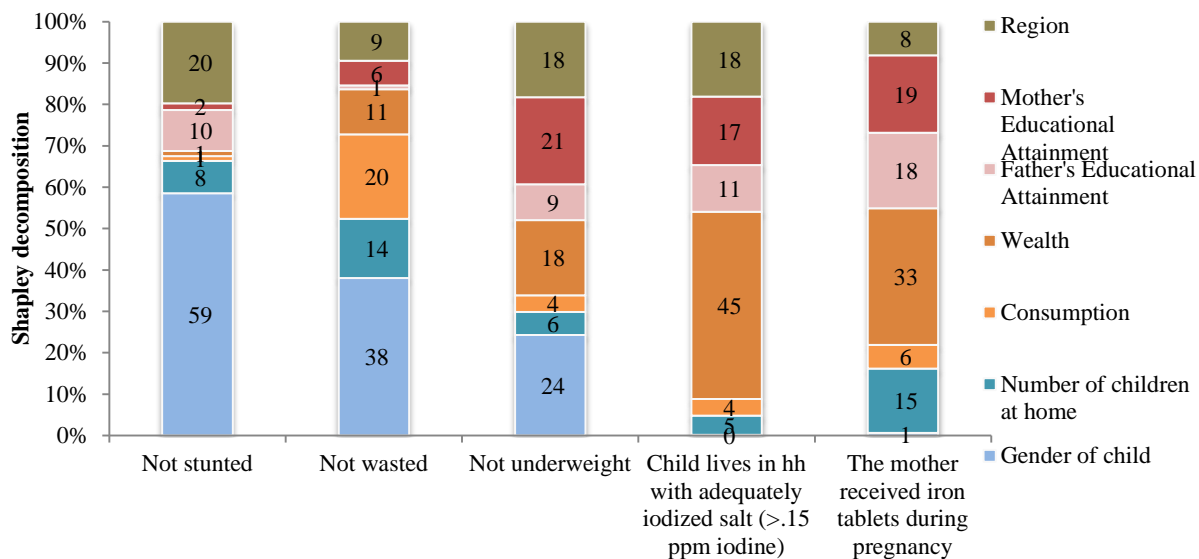 Shapley decomposition
100%
90%
80%
70%
60%
50%
40%
30%
20%
10%
0%
20
2
10
1
1
8
59
9
6
1
11
20
14
38
18
21
9
18
4
6
24
18
17
11
45
4
5
0
8
19
18
33
6
15
1
Not stunted
Not wasted
Not underweight
Child lives in hh
with adequately
iodized salt (>.15
ppm iodine)
The mother
received iron
tablets during
pregnancy
Region
Mother's
Educational
Attainment
Father's Educational
Attainment
Wealth
Consumption
Number of children
at home
Gender of child